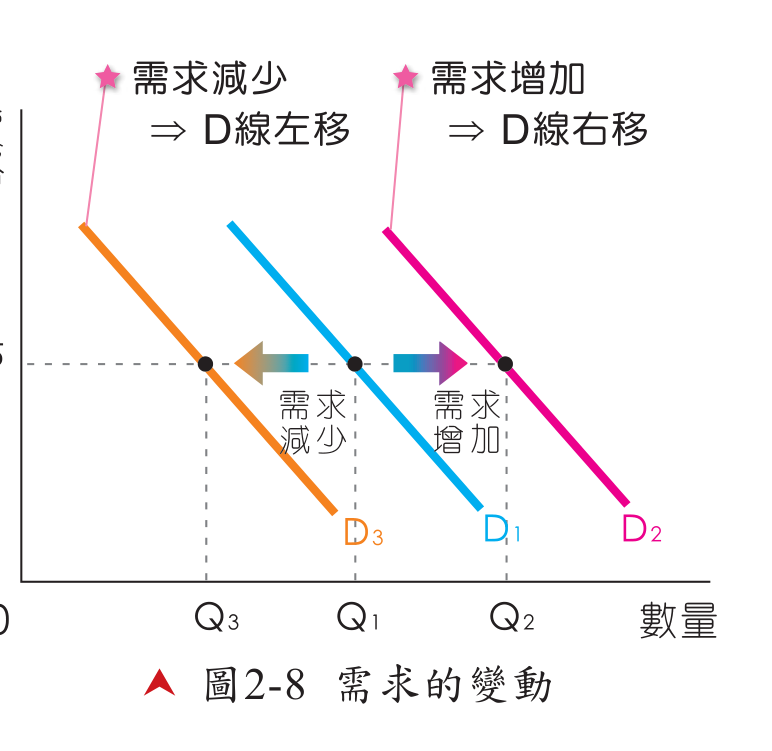 需求減少
⇒ D線左移
需求增加
⇒ D線右移
需求
減少
需求
增加
D3
D1
D2
Q3
Q1
Q2
數量
圖2-8 需求的變動